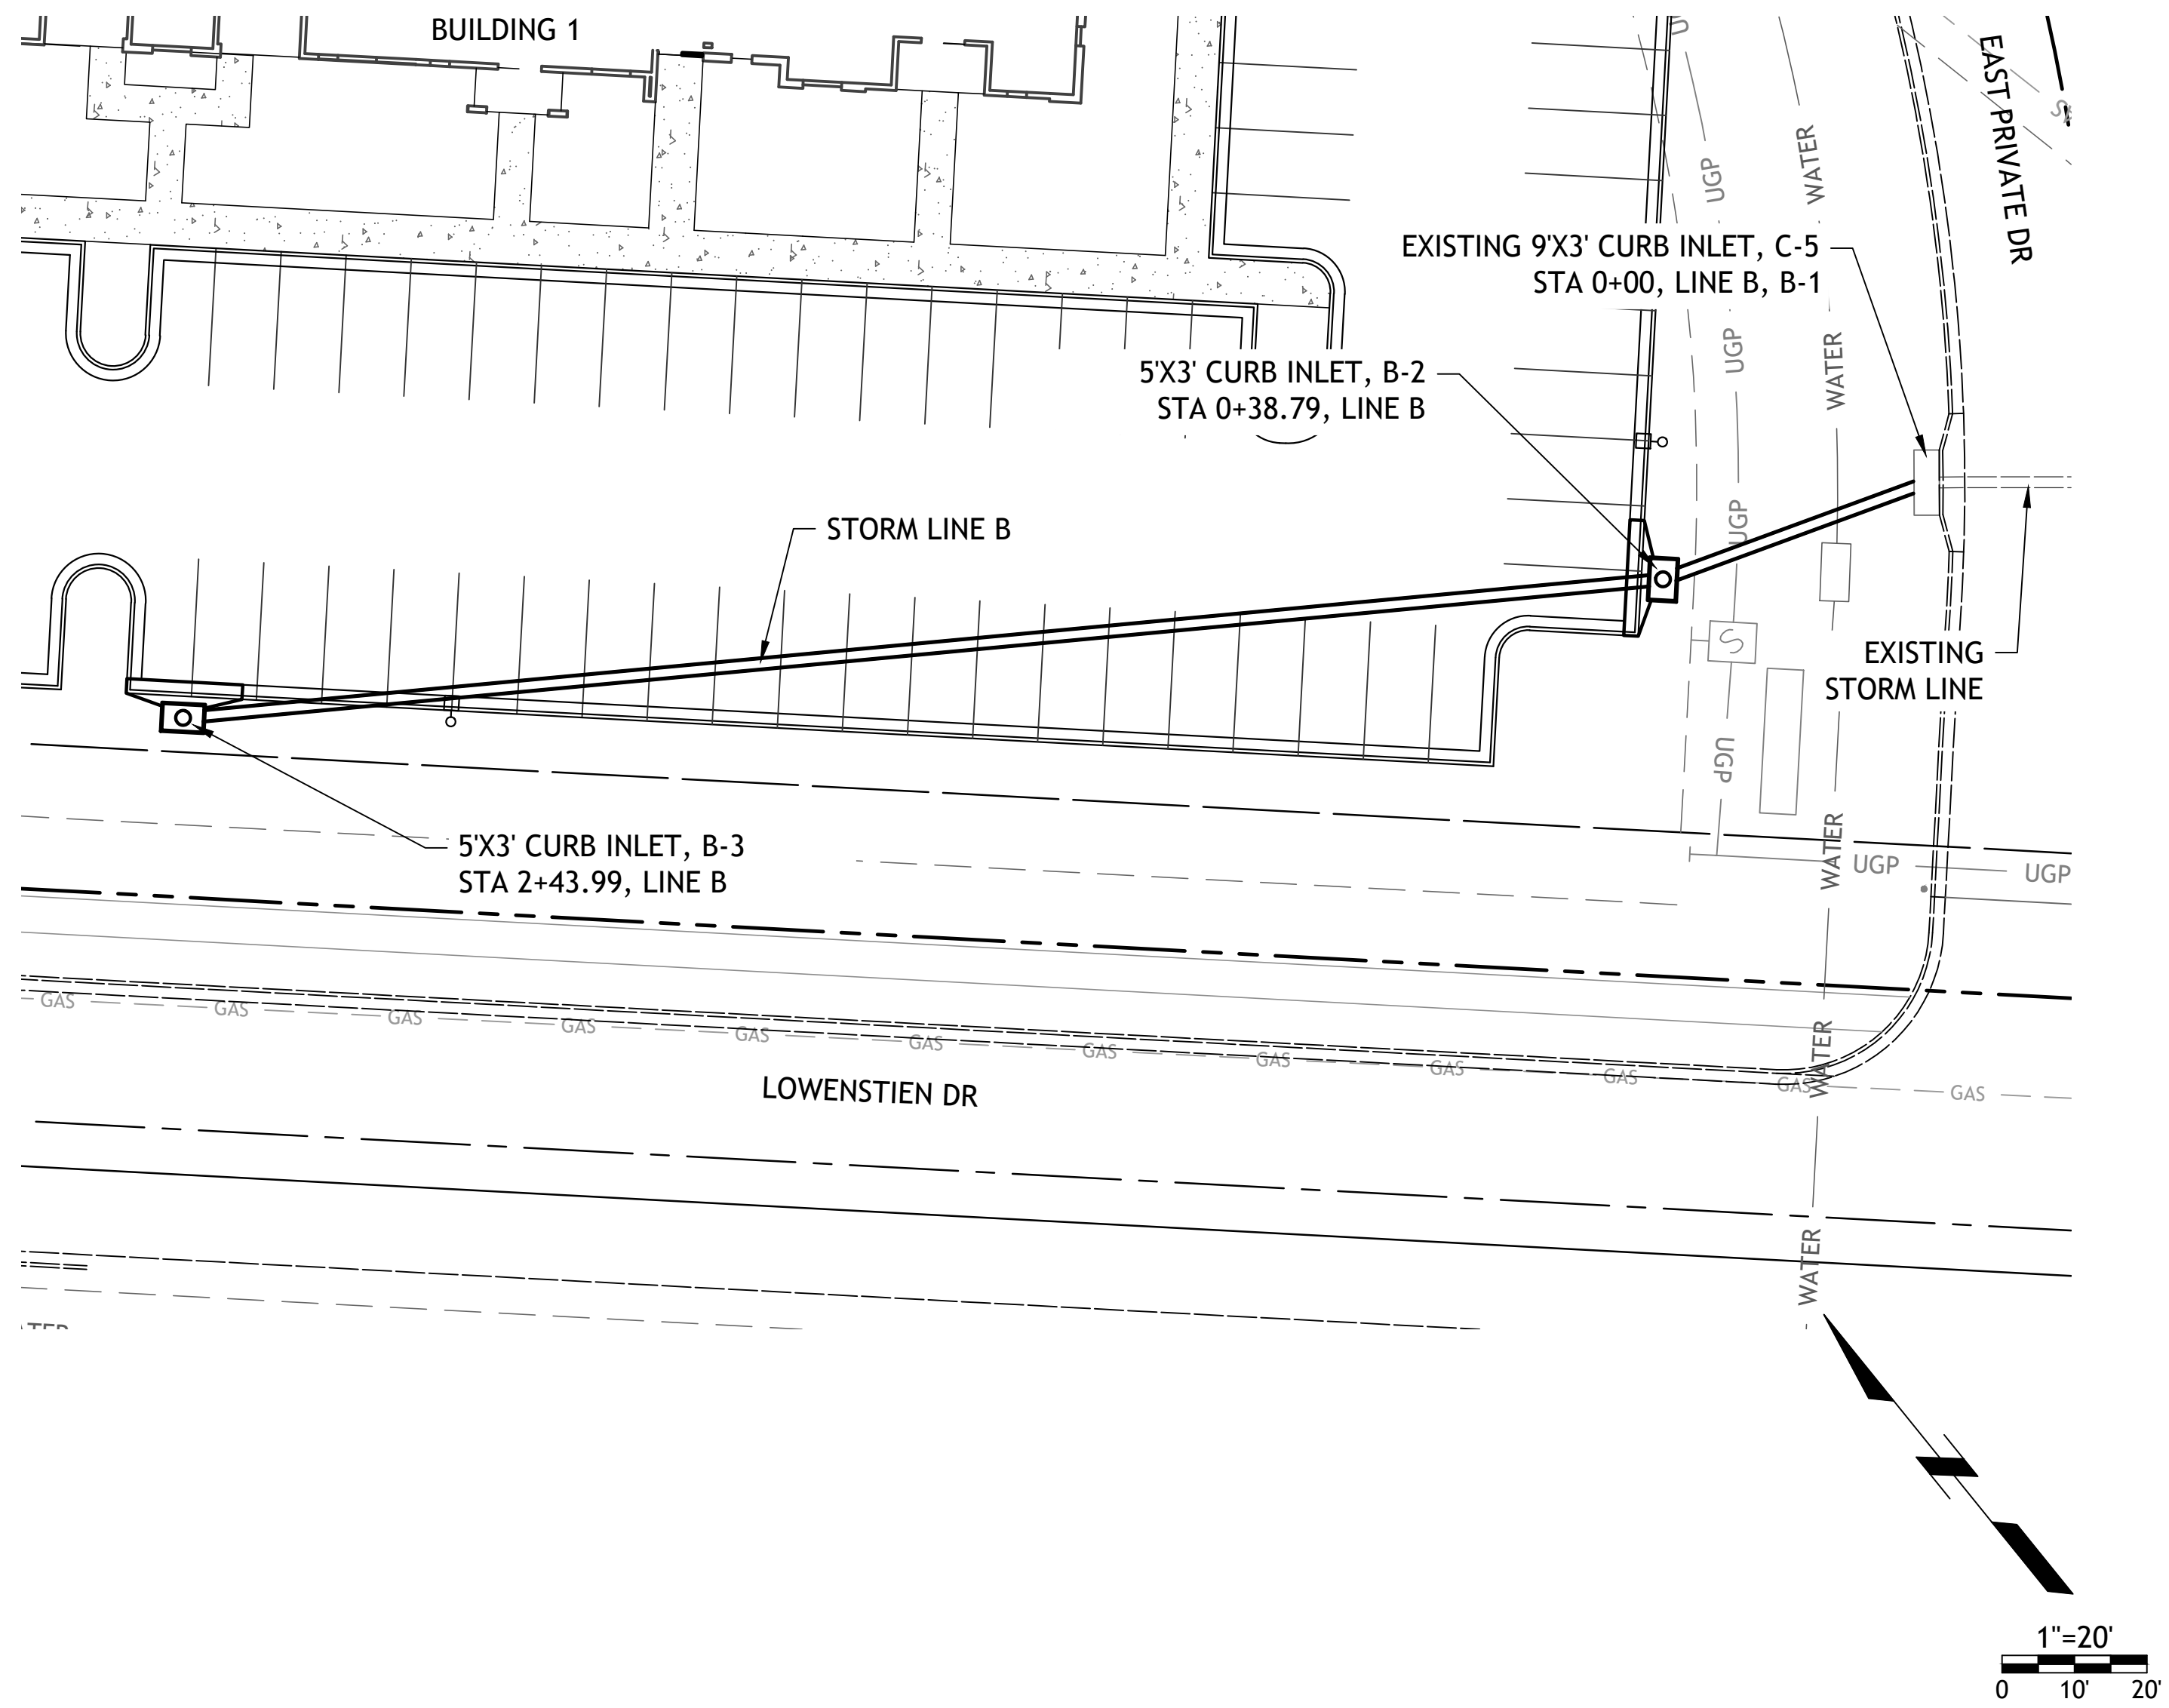 BUILDING 1
EAST PRIVATE DR
UGP
WATER
EXISTING 9'X3' CURB INLET, C-5
STA 0+00, LINE B, B-1
UGP
WATER
5'X3' CURB INLET, B-2
STA 0+38.79, LINE B
STORM LINE B
UGP
S
EXISTING
STORM LINE
UGP
5'X3' CURB INLET, B-3
STA 2+43.99, LINE B
WATER
UGP
UGP
GAS
GAS
GAS
GAS
GAS
GAS
GAS
GAS
GAS
GAS
GAS
GAS
WATER
LOWENSTIEN DR
WATER
1"=20'
0 10' 20'